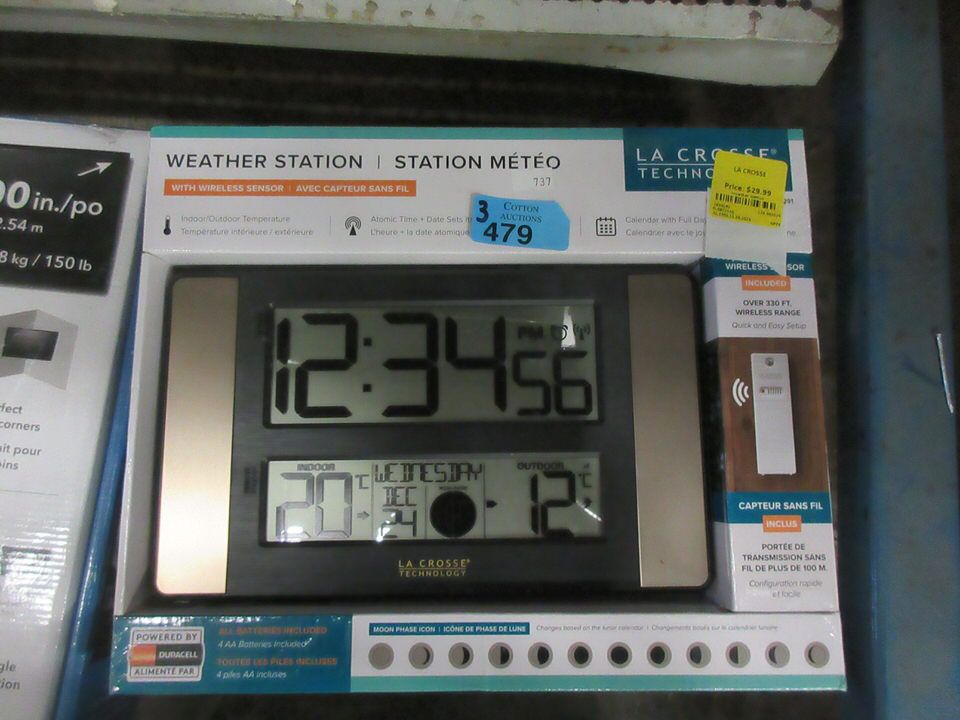 WEATHER STATION | STATION MÉTÉO
WITH WIRELESS SENSOR | AVEC CAPTEUR SANS FIL
737
LA CROSSE®
TECHNO
LA CROSSE
Price: $29.99
3 COTTON
AUCTIONS
479
Indoor/Outdoor Temperature
Température intérieure / extérieure
Atomic Time + Date Sets it
L'heure + la date atomique
Calendar with Full
Calendrier avec le
00 in./po
2.54 m
8 kg / 150 lb
corners
ait pour
12:34 56
PM
INDOOR
20 °C
WEDNESDAY
DEC
24
OUTDOOR
12 °C
LA CROSSE®
TECHNOLOGY
WIRELESS SENSOR
INCLUDED
OVER 330 FT.
WIRELESS RANGE
Quick and Easy Setup
CAPTEUR SANS FIL
INCLUS
PORTÉE DE
TRANSMISSION SANS
FIL DE PLUS DE 100 M.
Configuration rapide
et facile
POWERED BY
DURACELL
ALIMENTÉ PAR
ALL BATTERIES INCLUDED
4 AA Batteries Included
TOUTES LES PILES INCLUSES
4 piles AA incluses
MOON PHASE ICON | ICÔNE DE PHASE DE LUNE
Changes based on the lunar calendar | Changements basés sur le calendrier lunaire